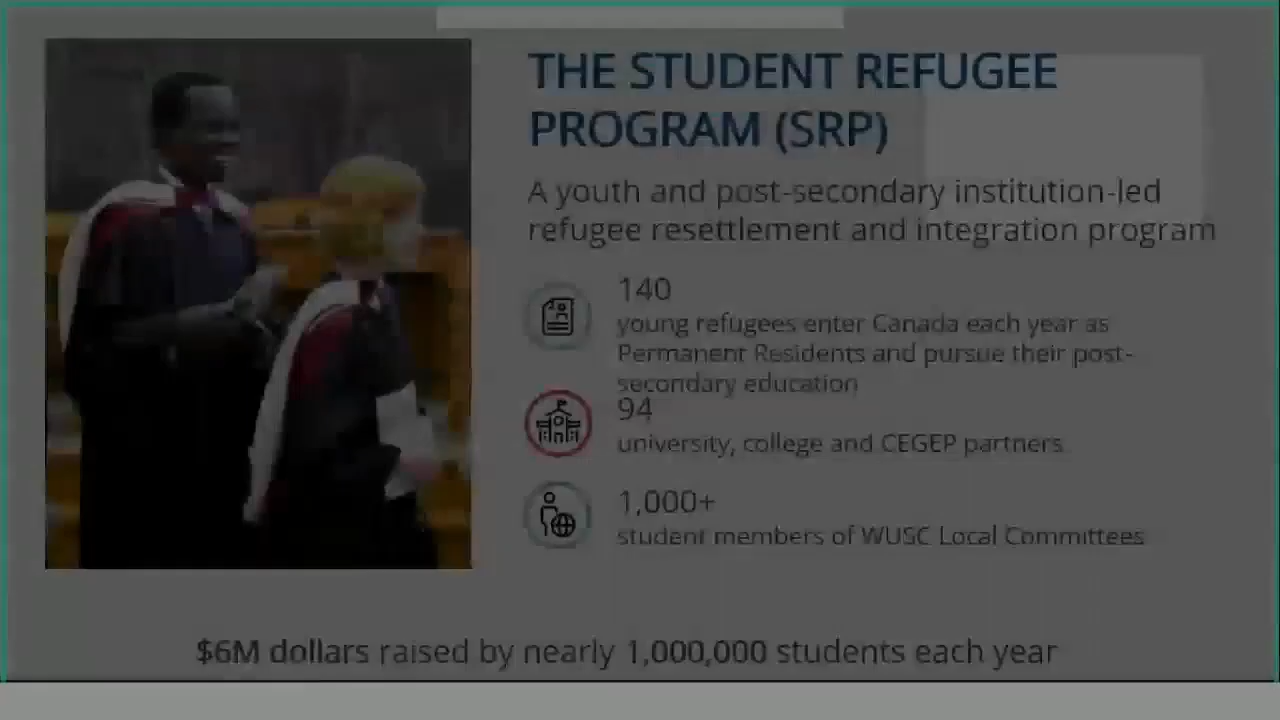 THE STUDENT REFUGEE
PROGRAM (SRP)
A youth and post-secondary institution-led
refugee resettlement and integration program
140
young refugees enter Canada each year as
Permanent Residents and pursue their post-
secondary education
94
university, college and CEGEP partners
1,000+
student members of WUSC Local Committees
$6M dollars raised by nearly 1,000,000 students each year